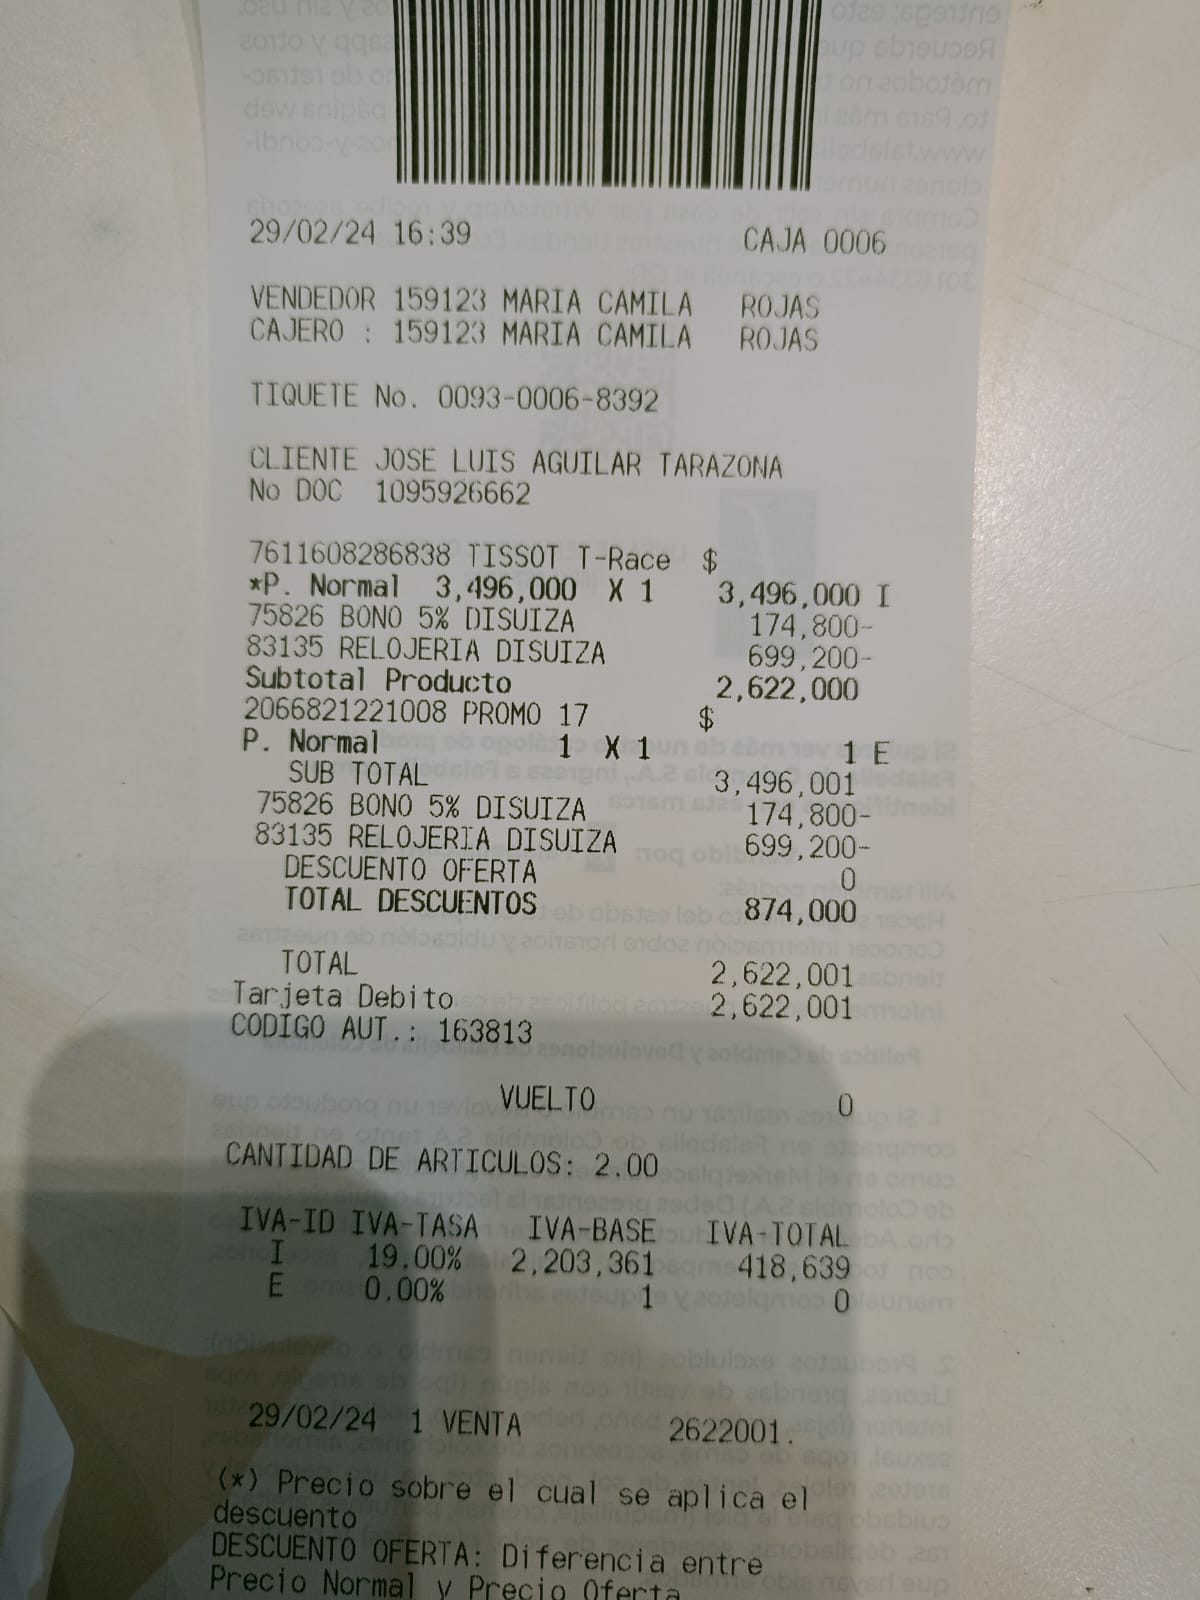 29/02/24 16:39 CAJA 0006
VENDEDOR 159123 MARIA CAMILA ROJAS
CAJERO : 159123 MARIA CAMILA ROJAS
TIQUETE No. 0093-0006-8392
CLIENTE JOSE LUIS AGUILAR TARAZONA
No DOC 1095926662
7611608286838 TISSOT T-Race $
*P. Normal 3,496,000 X 1 3,496,000 I
75826 BONO 5% DISUIZA 174,800-
83135 RELOJERIA DISUIZA 699,200-
Subtotal Producto 2,622,000
2066821221008 PROMO 17 $
P. Normal 1 X 1 1 E
SUB TOTAL 3,496,001
75826 BONO 5% DISUIZA 174,800-
83135 RELOJERIA DISUIZA 699,200-
DESCUENTO OFERTA 0
TOTAL DESCUENTOS 874,000
TOTAL 2,622,001
Tarjeta Debito 2,622,001
CODIGO AUT.: 163813
VUELTO 0
CANTIDAD DE ARTICULOS: 2.00
IVA-ID IVA-TASA IVA-BASE IVA-TOTAL
I 19.00% 2,203,361 418,639
E 0.00% 1 0
29/02/24 1 VENTA 2622001.
(*) Precio sobre el cual se aplica el
descuento
DESCUENTO OFERTA: Diferencia entre
Precio Normal y Precio Oferta